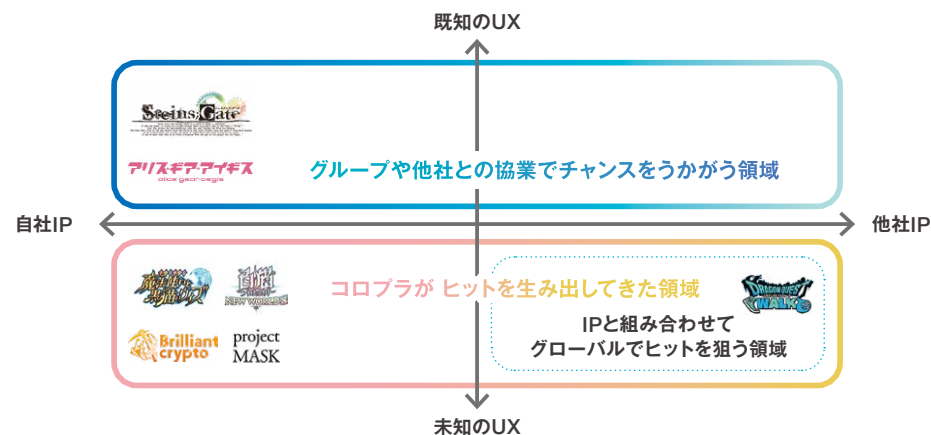 既知のUX
Steins;Gate
アリス・ギア・アイギス
alice gear aegis
グループや他社との協業でチャンスをうかがう領域
自社IP
他社IP
魔法使いと
黒猫のウィズ
白猫
NEW WORLD'S
コロプラが ヒットを生み出してきた領域
DRAGON QUEST
WALK
IPと組み合わせて
グローバルでヒットを狙う領域
Brilliant
crypto
project
MASK
未知のUX